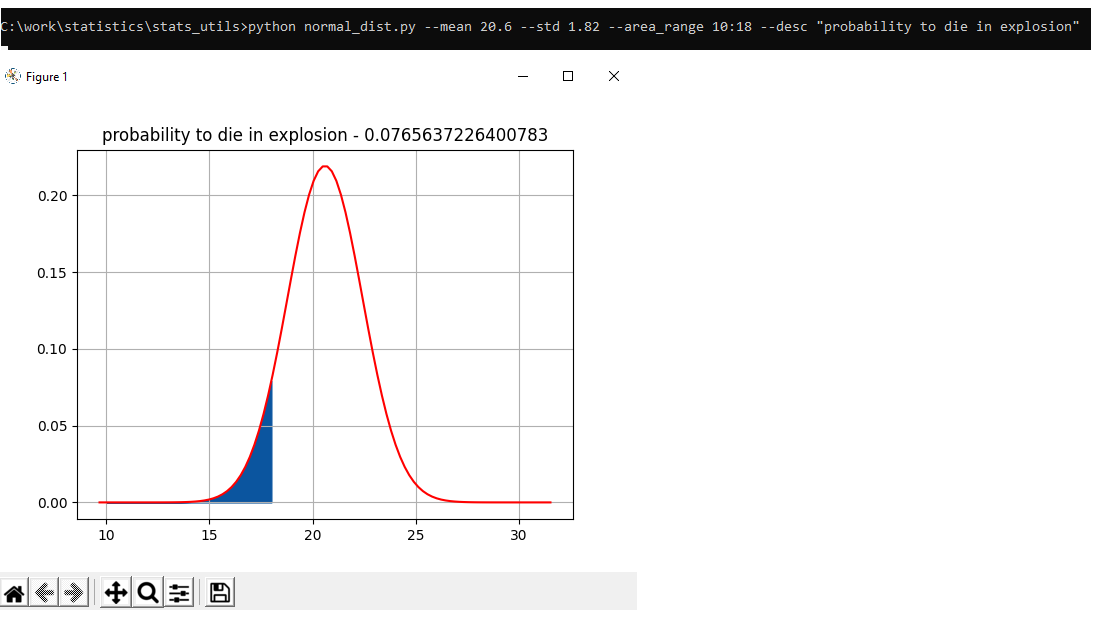 C:\work\statistics\stats_utils>python normal_dist.py --mean 20.6 --std 1.82 --area_range 10:18 --desc "probability to die in explosion"
Figure 1
probability to die in explosion - 0.0765637226400783
0.20
0.15
0.10
0.05
0.00
10 15 20 25 30